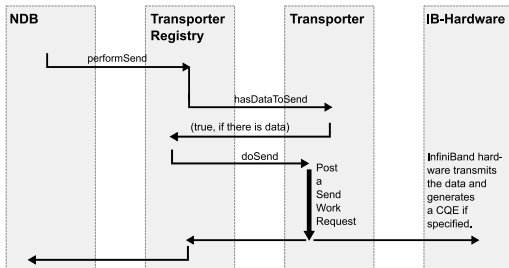 NDB
Transporter
Registry
Transporter
IB-Hardware
performSend
hasDataToSend
(true, if there is data)
doSend
Post
a
Send
Work
Request
InfiniBand hard-
ware transmits
the data and
generates
a CQE if
specified.